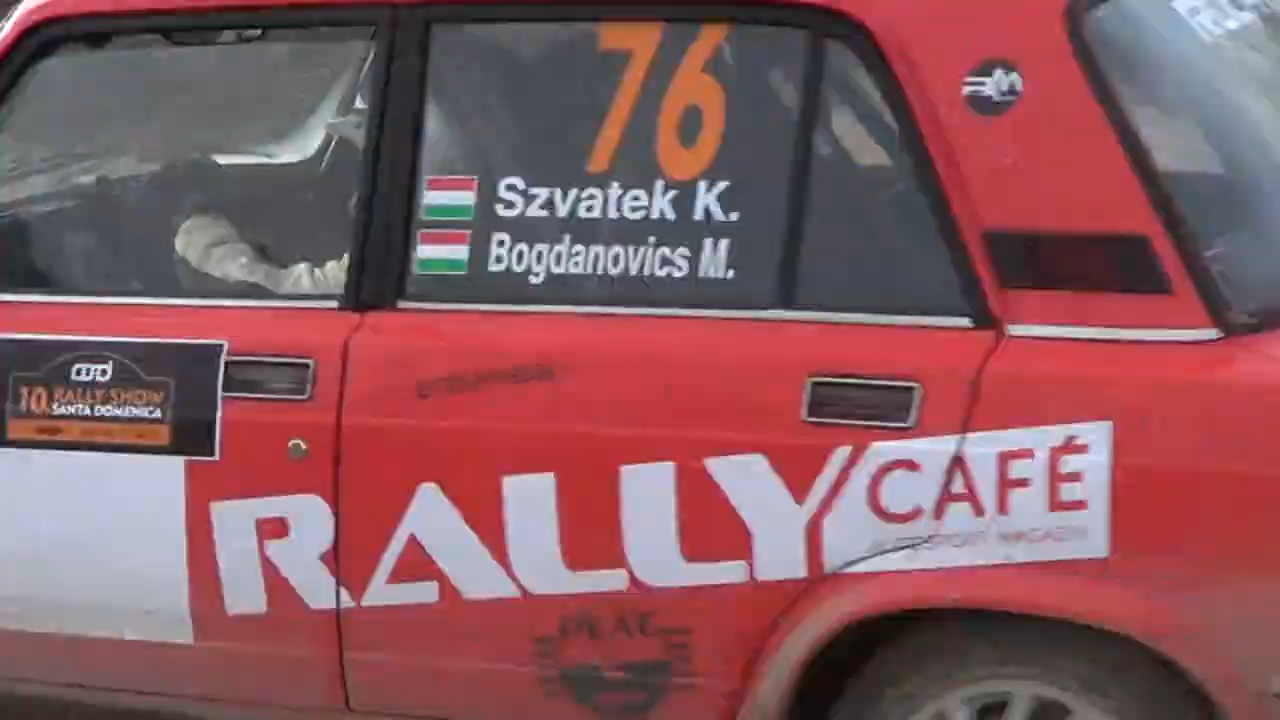 76
Szvatek K.
Bogdanovics M.
10. RALLY SHOW
SANTA DOMENICA
RALLY
CAFÉ